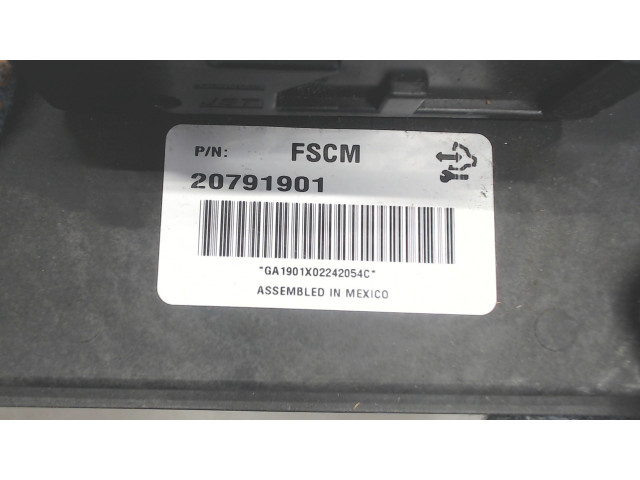 P/N: FSCM
20791901
*GA1901X02242054C*
ASSEMBLED IN MEXICO